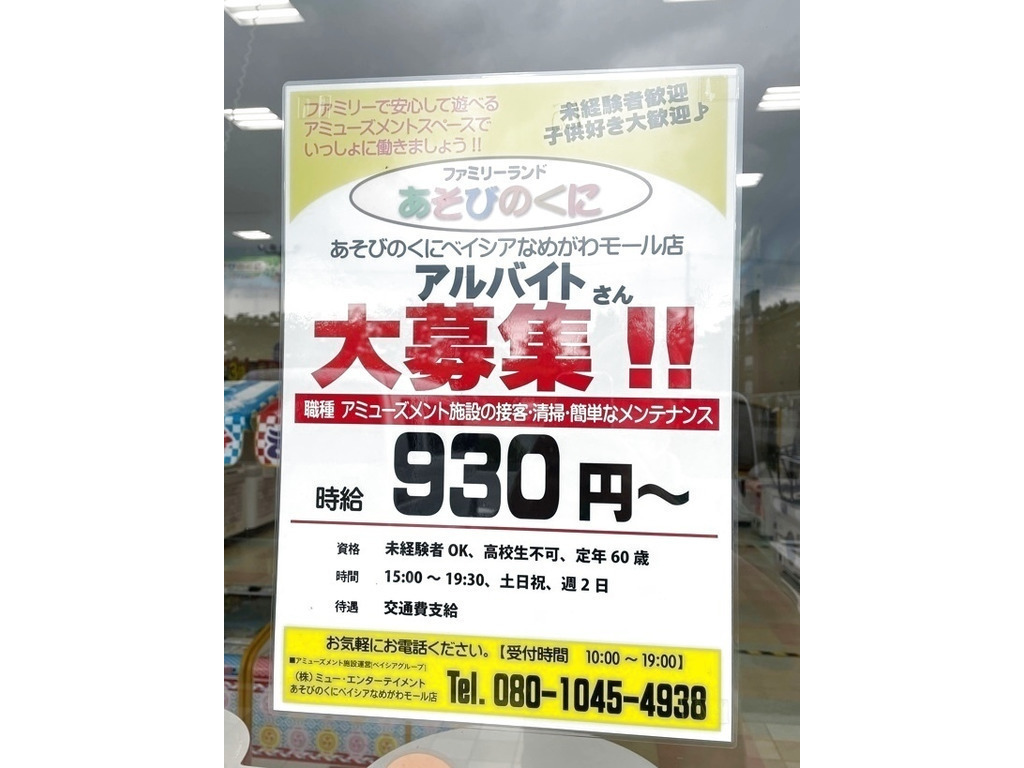 ファミリーで安心して遊べる
アミューズメントスペースで
いっしょに働きましょう!!
未経験者歓迎
子供好き大歓迎♪
ファミリーランド
あそびのくに
あそびのくにベイシアなめがわモール店
アルバイトさん
大募集!!
職種 アミューズメント施設の接客・清掃・簡単なメンテナンス
時給 930円～
資格 未経験者OK、高校生不可、定年60歳
時間 15:00～19:30、土日祝、週2日
待遇 交通費支給
お気軽にお電話ください。【受付時間 10:00～19:00】
■アミューズメント施設運営[ベイシアグループ]
(株)ミュー・エンターテイメント
あそびのくにベイシアなめがわモール店
Tel. 080-1045-4938